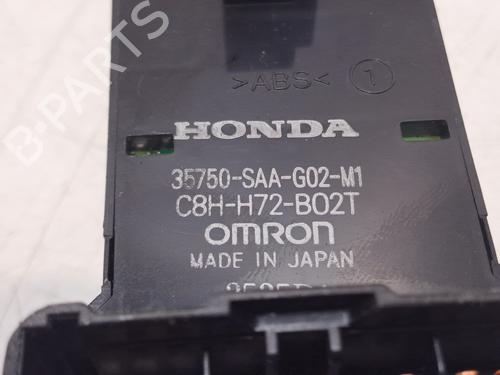 >ABS< 1
HONDA
35750-SAA-G02-M1
C8H-H72-B02T
OMRON
MADE IN JAPAN
B-PARTS